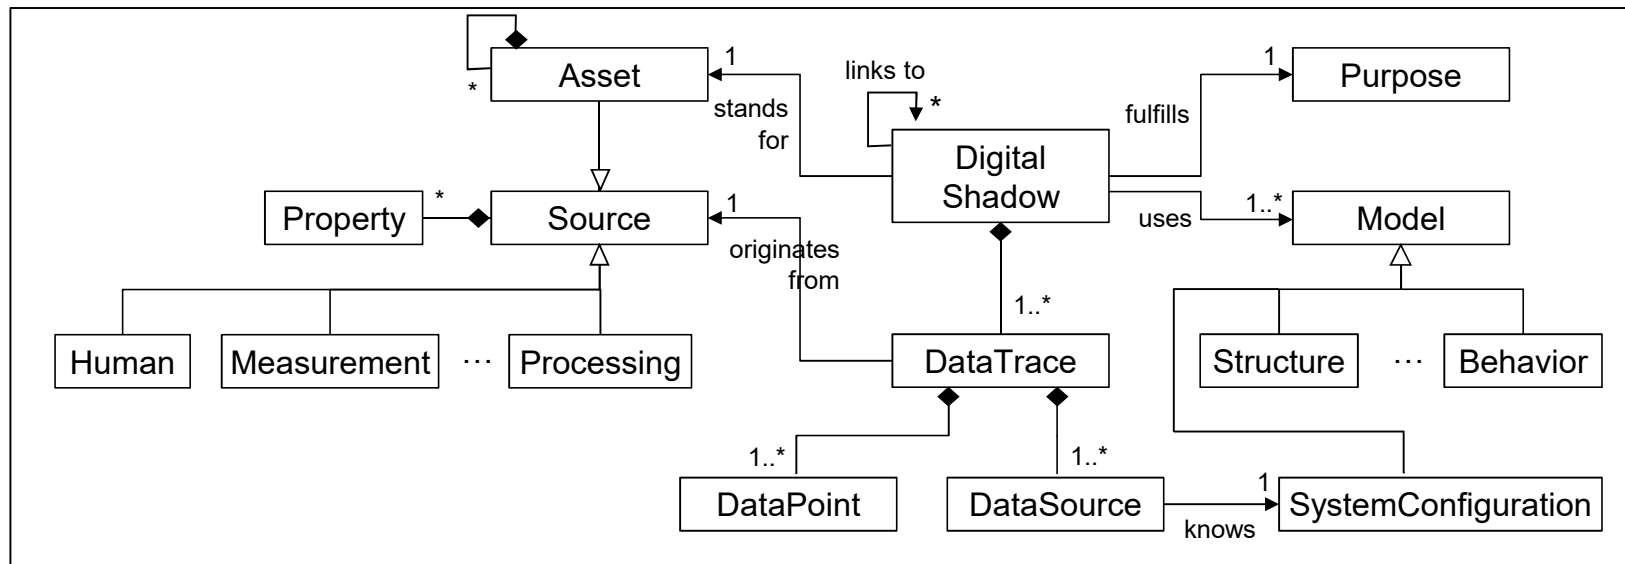 1
1
Asset
links to
Purpose
*
*
stands
for
fulfills
Digital
Shadow
*
1
1..*
Property
Source
uses
Model
originates
from
1..*
Human
Measurement
...
Processing
DataTrace
Structure
...
Behavior
1..*
1..*
1
DataPoint
DataSource
SystemConfiguration
knows